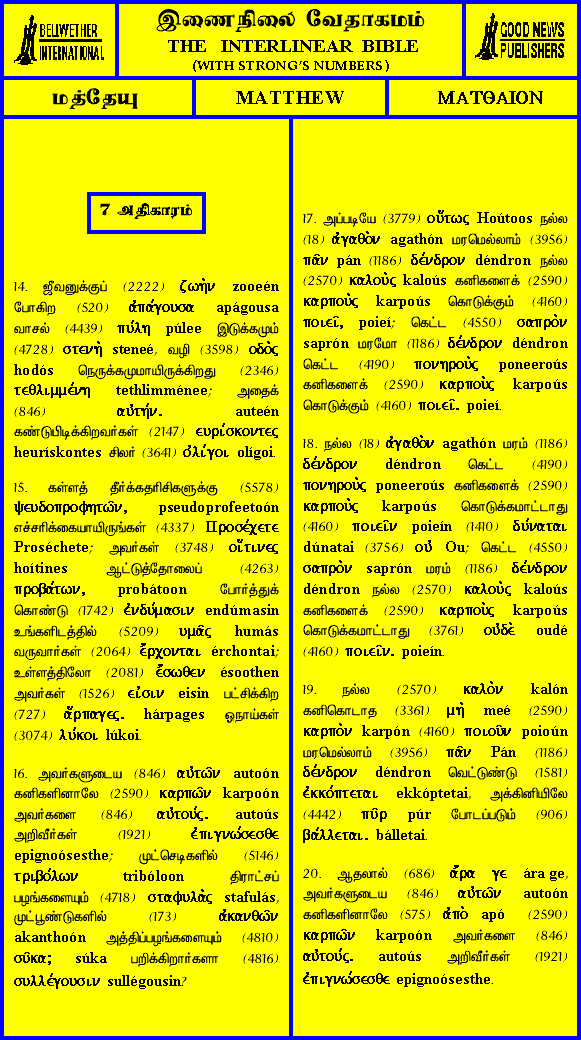 BELLWETHER
INTERNATIONAL
இணைநிலை வேதாகமம்
THE INTERLINEAR BIBLE
(WITH STRONG'S NUMBERS)
GOOD NEWS
PUBLISHERS
மத்தேயு
MATTHEW
ΜΑΤΘΑΙΟΝ
7 அதிகாரம்
14. ஜீவனுக்குப் (2222) ζωὴν zooeén
போகிற (520) ἀπάγουσα apágousa
வாசல் (4439) πύλη púlee இடுக்கமும்
(4728) στενὴ steneé, வழி (3598) οδὸς
hodós நெருக்கமுமாயிருக்கிறது (2346)
τεθλιμμένη tethlimménee; அதைக்
(846) αὐτήν. auteén
கண்டுபிடிக்கிறவர்கள் (2147) ευρίσκοντες
heurískontes சிலர் (3641) ὀλίγοι olígoi.
15. கள்ளத் தீர்க்கதரிசிகளுக்கு (5578)
ψευδοπροφητῶν, pseudoprofeetoón
எச்சரிக்கையாயிருங்கள் (4337) Προσέχετε
Proséchete; அவர்கள் (3748) οἵτινες
hoítines ஆட்டுத்தோலைப் (4263)
προβάτων, probátoon போர்த்துக்
கொண்டு (1742) ἐνδύμασιν endúmasin
உங்களிடத்தில் (5209) υμᾶς humás
வருவார்கள் (2064) ἔρχονται érchontai;
உள்ளத்திலோ (2081) ἔσωθεν ésoothen
அவர்கள் (1526) εἰσιν eisin பட்சிக்கிற
(727) ἅρπαγες. hárpages ஓநாய்கள்
(3074) λύκοι lúkoi.
16. அவர்களுடைய (846) αὐτῶν autoón
கனிகளினாலே (2590) καρπῶν karpoón
அவர்களை (846) αὐτούς. autoús
அறிவீர்கள் (1921) ἐπιγνώσεσθε
epignoósesthe; முட்செடிகளில் (5146)
τριβόλων tribóloon திராட்சப்
பழங்களையும் (4718) σταφυλὰς stafulás,
முட்பூண்டுகளில் (173) ἀκανθῶν
akanthoón அத்திப்பழங்களையும் (4810)
σῦκα; súka பறிக்கிறார்களா (4816)
συλλέγουσιν sullégousin?
17. அப்படியே (3779) οὕτως Hoútoos நல்ல
(18) ἀγαθὸν agathón மரமெல்லாம் (3956)
πᾶν pán (1186) δένδρον déndron நல்ல
(2570) καλοὺς kaloús கனிகளைக் (2590)
καρποὺς karpoús கொடுக்கும் (4160)
ποιεῖ, poieí; கெட்ட (4550) σαπρὸν
saprón மரமோ (1186) δένδρον déndron
கெட்ட (4190) πονηροὺς poneeroús
கனிகளைக் (2590) καρποὺς karpoús
கொடுக்கும் (4160) ποιεῖ. poieí.
18. நல்ல (18) ἀγαθὸν agathón மரம் (1186)
δένδρον déndron கெட்ட (4190)
πονηροὺς poneeroús கனிகளைக் (2590)
καρποὺς karpoús கொடுக்கமாட்டாது
(4160) ποιεῖν poieín (1410) δύναται
dúnatai (3756) οὐ Ou; கெட்ட (4550)
σαπρὸν saprón மரம் (1186) δένδρον
déndron நல்ல (2570) καλοὺς kaloús
கனிகளைக் (2590) καρποὺς karpoús
கொடுக்கமாட்டாது (3761) οὐδὲ oudé
(4160) ποιεῖν. poieín.
19. நல்ல (2570) καλὸν kalón
கனிகொடாத (3361) μὴ meé (2590)
καρπὸν karpón (4160) ποιοῦν poioún
மரமெல்லாம் (3956) πᾶν Pán (1186)
δένδρον déndron வெட்டுண்டு (1581)
ἐκκόπτεται ekkóptetai, அக்கினியிலே
(4442) πῦρ púr போடப்படும் (906)
βάλλεται. bálletai.
20. ஆதலால் (686) ἄρα γε ára ge,
அவர்களுடைய (846) αὐτῶν autoón
கனிகளினாலே (575) ἀπὸ apó (2590)
καρπῶν karpoón அவர்களை (846)
αὐτούς. autoús அறிவீர்கள் (1921)
ἐπιγνώσεσθε epignoósesthe.